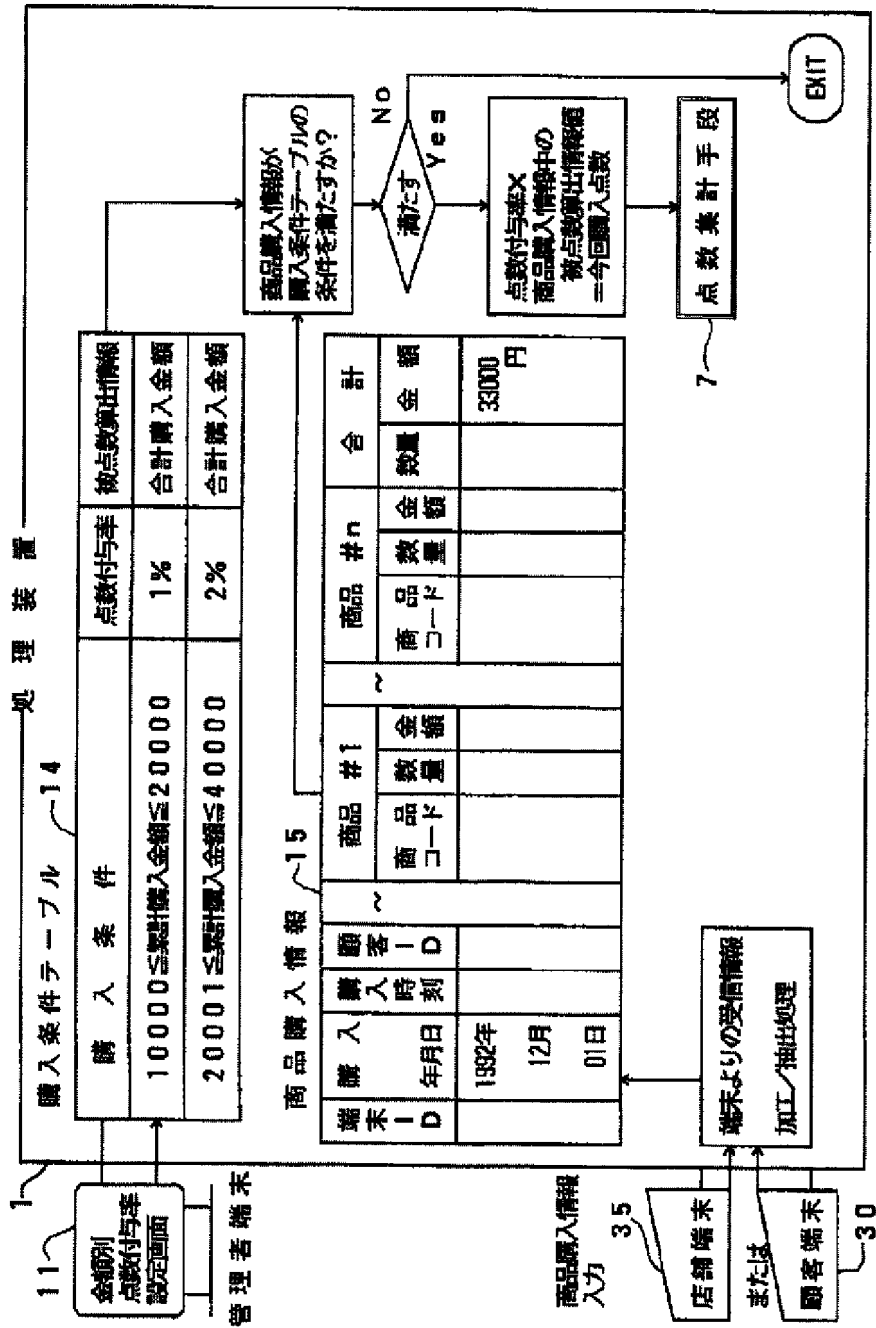 処理装置
1
11
金額別
点数付与率
設定画面
管理者端末
購入条件テーブル
14
購入条件
点数付与率
被点数算出情報
10000≦累計購入金額≦20000
1%
合計購入金額
20001≦累計購入金額≦40000
2%
合計購入金額
商品購入情報
15
端末ID
購入
年月日
購入時刻
顧客ID
~
商品 #1
商品
コード
数量
金額
~
商品 #n
商品
コード
数量
金額
合計
数量
金額
1992年
12月
01日
33000
円
商品購入情報が
購入条件テーブルの
条件を満たすか?
満たす
No
Yes
点数付与率×
商品購入情報中の
被点数算出情報値
=今回購入点数
点数集計手段
7
EXIT
商品購入情報
入力
35
店舗端末
または
顧客端末
30
端末よりの受信情報
加工/抽出処理